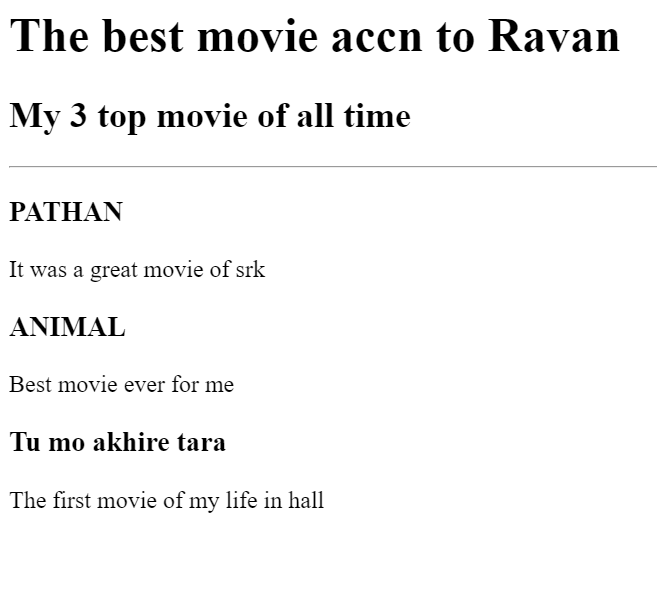 The best movie accn to Ravan
My 3 top movie of all time
PATHAN
It was a great movie of srk
ANIMAL
Best movie ever for me
Tu mo akhire tara
The first movie of my life in hall